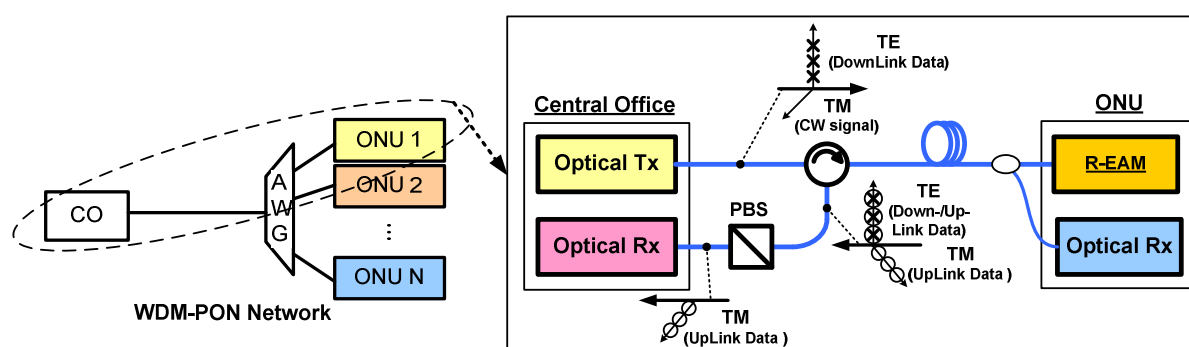 CO
A
W
G
ONU 1
ONU 2
...
ONU N
WDM-PON Network
Central Office
Optical Tx
Optical Rx
TE
(DownLink Data)
TM
(CW signal)
PBS
TE
(Down-/Up-
Link Data)
TM
(UpLink Data )
TM
(UpLink Data )
ONU
R-EAM
Optical Rx